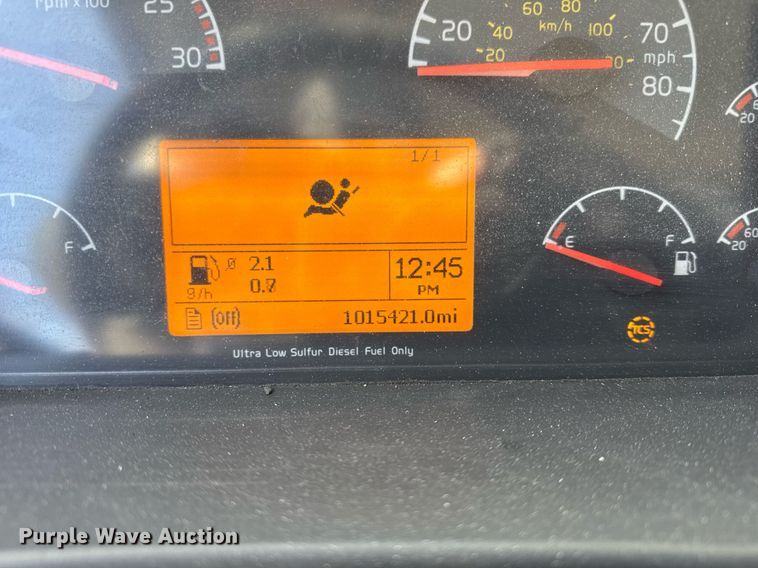 rpm x100
25
30
60
80
20
40
km/h
100
70
20
mph
80
1/1
F
E
F
60
20
20
Ø 2.1
0.7
g/h
12:45
PM
(Off)
1015421.0mi
TCS
Ultra Low Sulfur Diesel Fuel Only
Purple Wave Auction